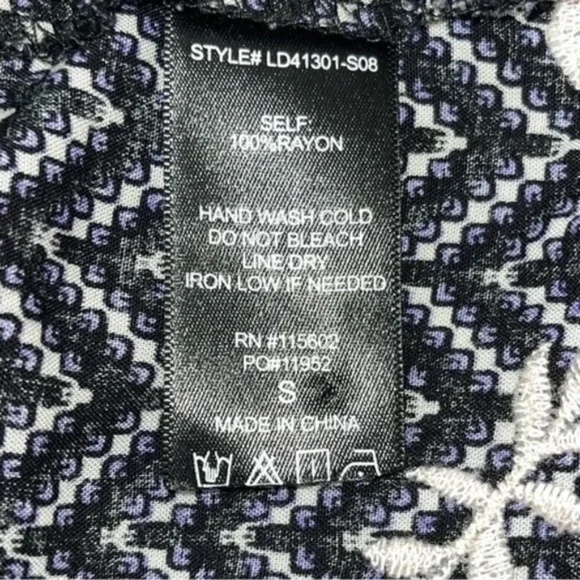 STYLE# LD41301-S08
SELF:
100%RAYON
HAND WASH COLD
DO NOT BLEACH
LINE DRY
IRON LOW IF NEEDED
RN #115602
PO#11952
S
MADE IN CHINA